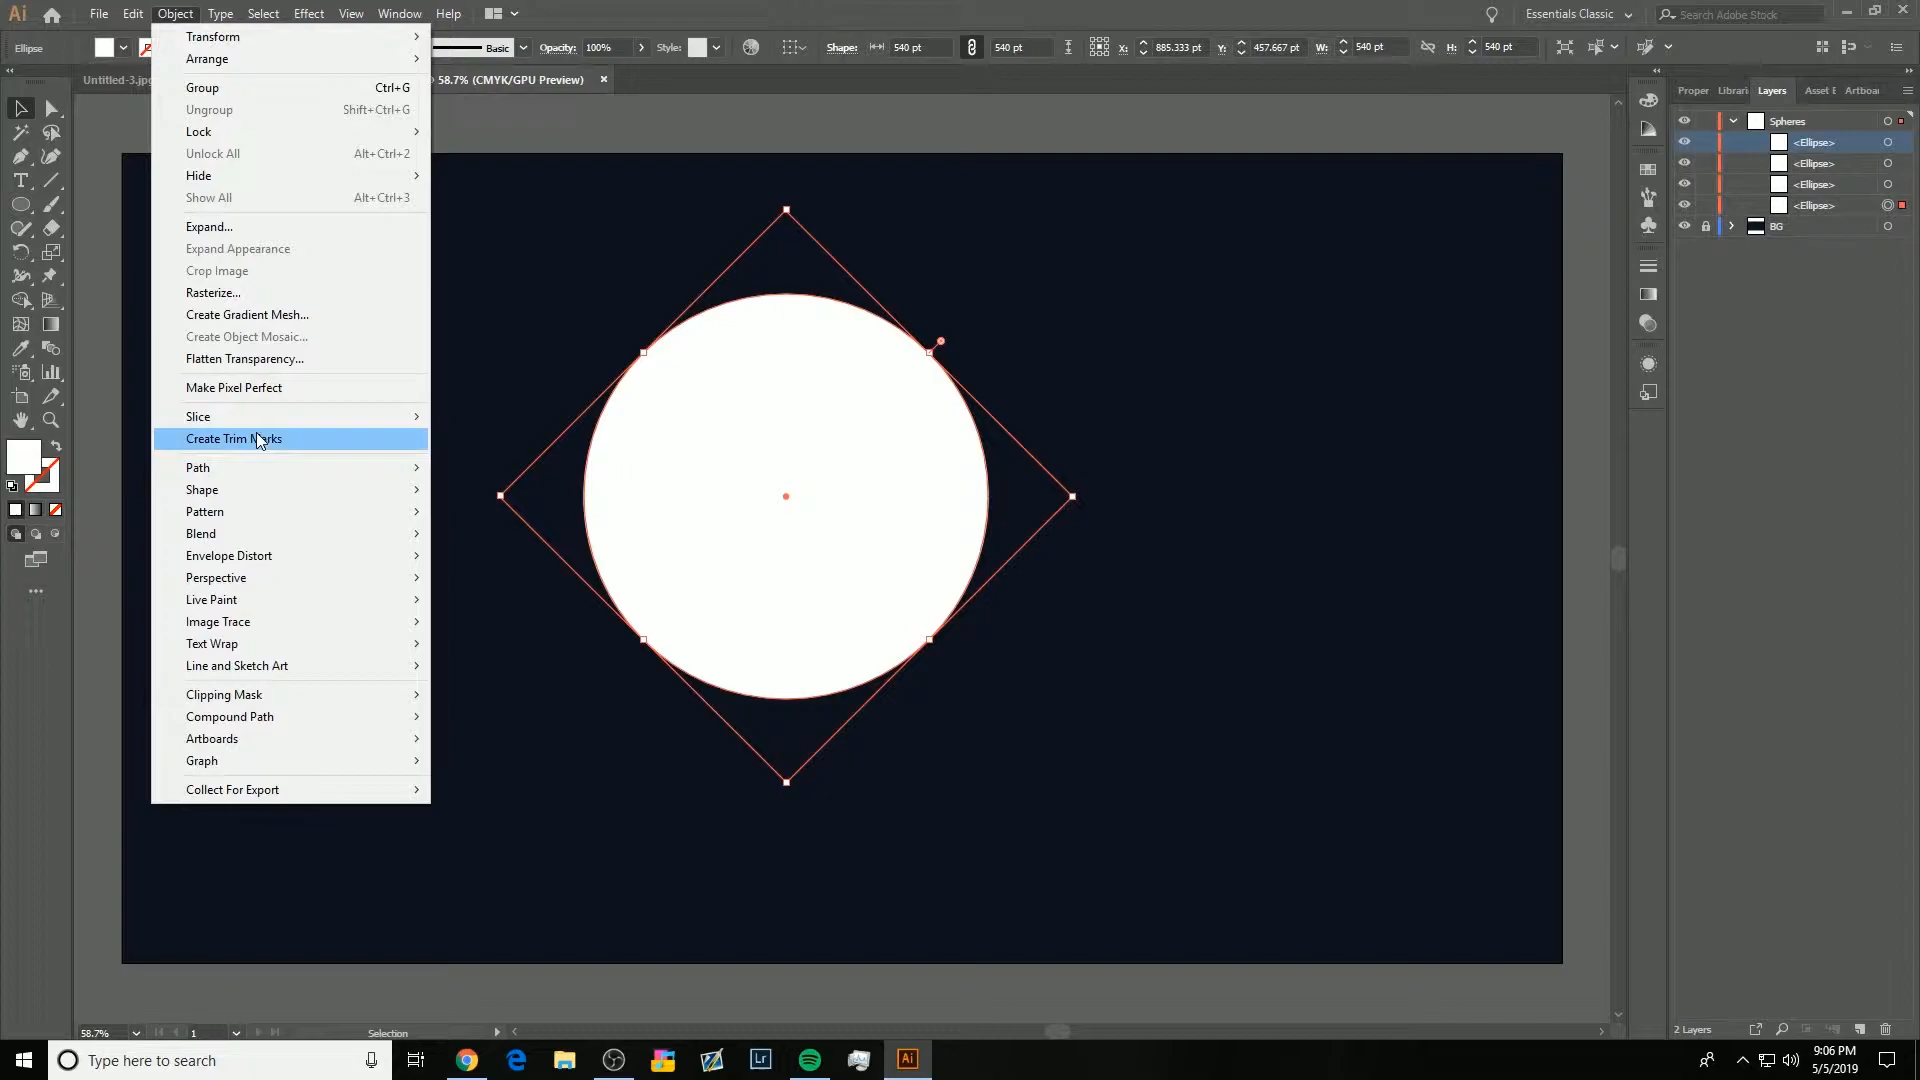 Ai File Edit Object Type Select Effect View Window Help Essentials Classic Search Adobe Stock
Ellipse Basic Opacity: 100% Style: Shape: 540 pt 540 pt X: 885.333 pt Y: 457.667 pt W: 540 pt H: 540 pt
Untitled-3.jp 58.7% (CMYK/GPU Preview) ×
Proper Librari Layers Asset E Artboa
Transform
Arrange
Group Ctrl+G
Ungroup Shift+Ctrl+G
Lock
Unlock All Alt+Ctrl+2
Hide
Show All Alt+Ctrl+3
Expand...
Expand Appearance
Crop Image
Rasterize...
Create Gradient Mesh...
Create Object Mosaic...
Flatten Transparency...
Make Pixel Perfect
Slice
Create Trim Marks
Path
Shape
Pattern
Blend
Envelope Distort
Perspective
Live Paint
Image Trace
Text Wrap
Line and Sketch Art
Clipping Mask
Compound Path
Artboards
Graph
Collect For Export
Spheres
<Ellipse>
<Ellipse>
<Ellipse>
<Ellipse>
BG
58.7% 1 Selection
2 Layers
Type here to search
Lr
Ai
9:06 PM
5/5/2019